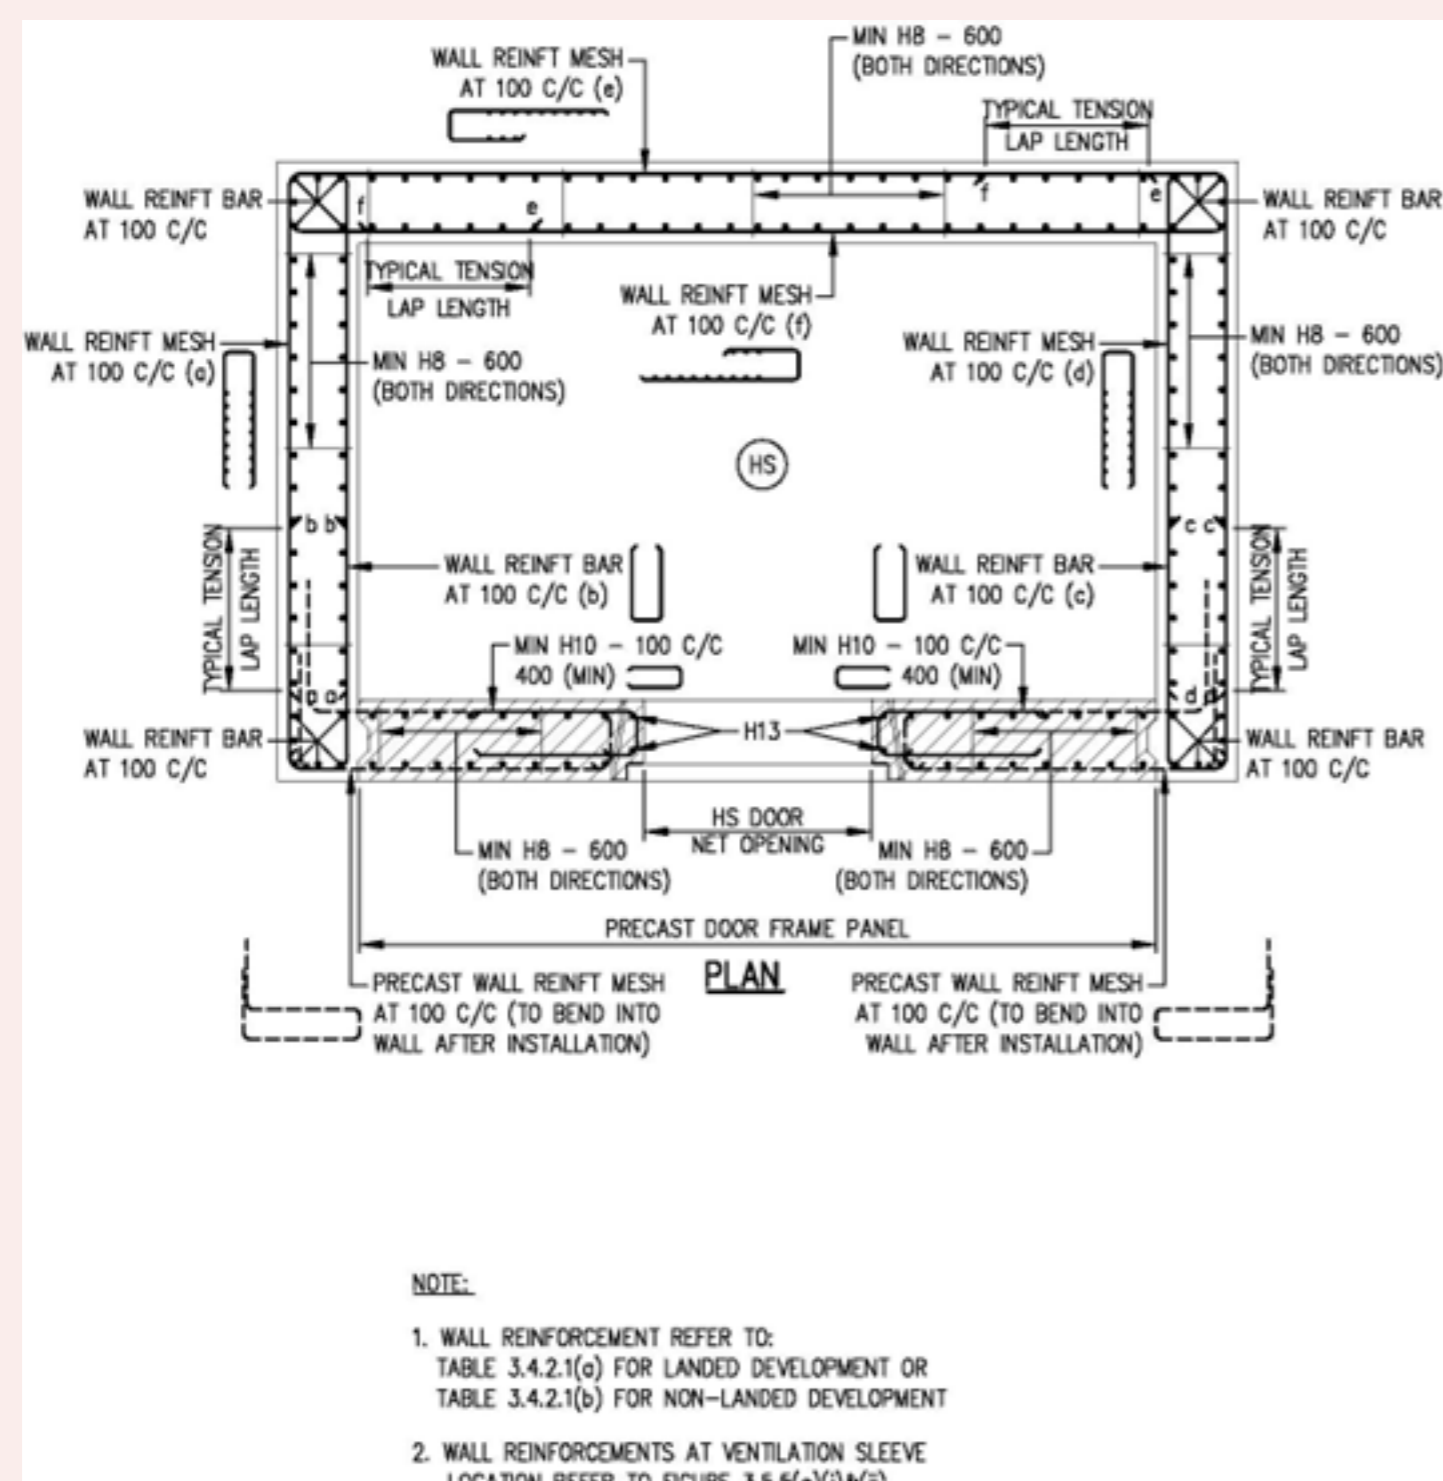 WALL REINFT MESH
AT 100 C/C (e)
MIN H8 - 600
(BOTH DIRECTIONS)
TYPICAL TENSION
LAP LENGTH
WALL REINFT BAR
AT 100 C/C
f
e
f
e
WALL REINFT BAR
AT 100 C/C
TYPICAL TENSION
LAP LENGTH
WALL REINFT MESH
AT 100 C/C (f)
WALL REINFT MESH
AT 100 C/C (a)
MIN H8 - 600
(BOTH DIRECTIONS)
WALL REINFT MESH
AT 100 C/C (d)
MIN H8 - 600
(BOTH DIRECTIONS)
HS
b b
c c
TYPICAL TENSION
LAP LENGTH
WALL REINFT BAR
AT 100 C/C (b)
WALL REINFT BAR
AT 100 C/C (c)
TYPICAL TENSION
LAP LENGTH
MIN H10 - 100 C/C
400 (MIN)
MIN H10 - 100 C/C
400 (MIN)
a a
d
WALL REINFT BAR
AT 100 C/C
H13
WALL REINFT BAR
AT 100 C/C
HS DOOR
NET OPENING
MIN H8 - 600
(BOTH DIRECTIONS)
MIN H8 - 600
(BOTH DIRECTIONS)
PRECAST DOOR FRAME PANEL
PLAN
PRECAST WALL REINFT MESH
AT 100 C/C (TO BEND INTO
WALL AFTER INSTALLATION)
PRECAST WALL REINFT MESH
AT 100 C/C (TO BEND INTO
WALL AFTER INSTALLATION)
NOTE:
1. WALL REINFORCEMENT REFER TO:
TABLE 3.4.2.1(a) FOR LANDED DEVELOPMENT OR
TABLE 3.4.2.1(b) FOR NON-LANDED DEVELOPMENT
2. WALL REINFORCEMENTS AT VENTILATION SLEEVE
LOCATION REFER TO FIGURE